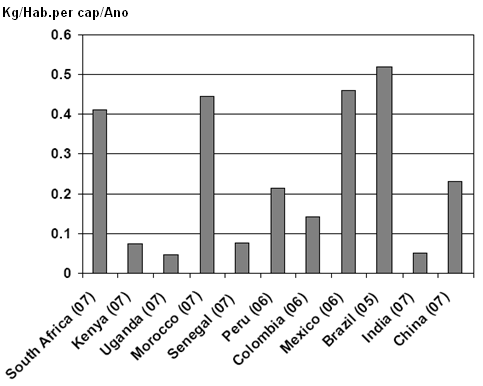 Kg/Hab.per cap/Ano
0.6
0.5
0.4
0.3
0.2
0.1
0
South Africa (07)
Kenya (07)
Uganda (07)
Morocco (07)
Senegal (07)
Peru (06)
Colombia (06)
Mexico (06)
Brazil (05)
India (07)
China (07)